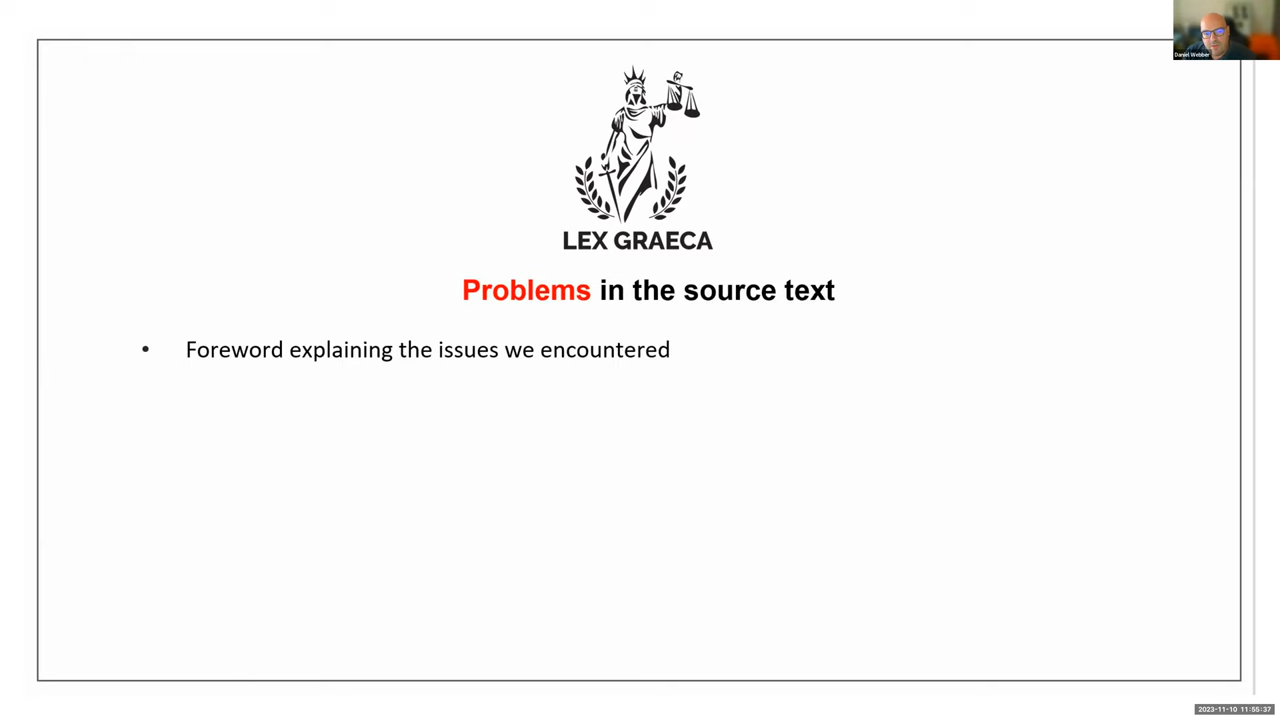 Daniel Webber
LEX GRAECA
Problems in the source text
• Foreword explaining the issues we encountered
2023-11-10 11:55:37